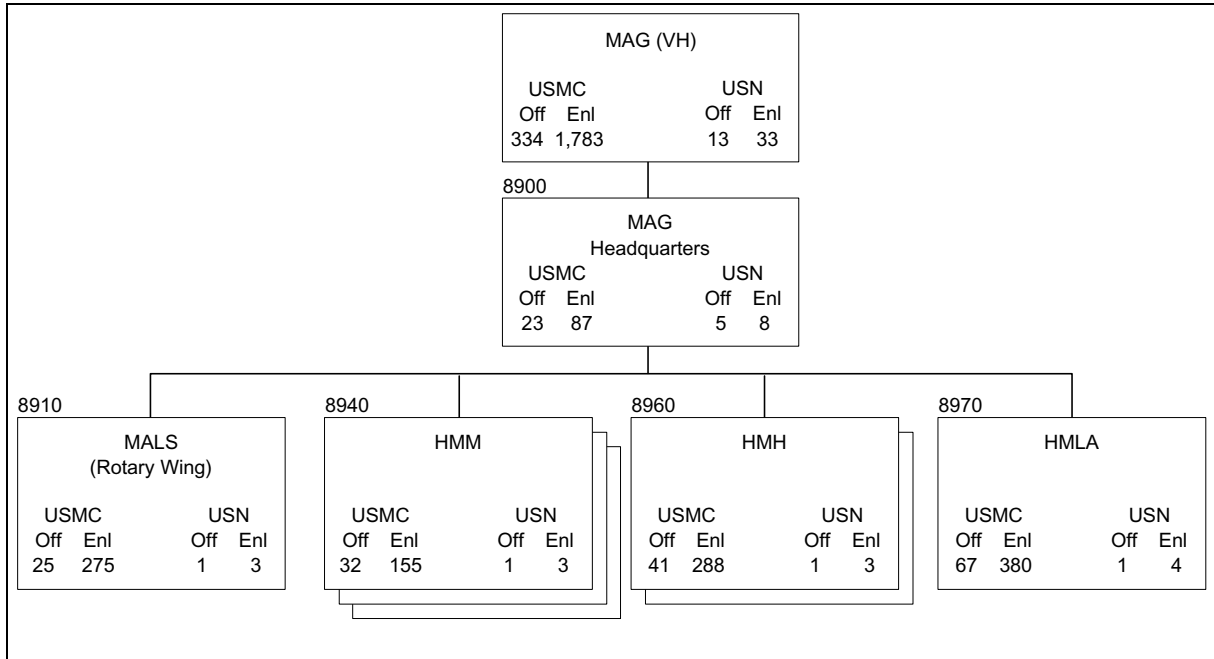 MAG (VH)
USMC USN
Off Enl Off Enl
334 1,783 13 33
8900
MAG
Headquarters
USMC USN
Off Enl Off Enl
23 87 5 8
8910
MALS
(Rotary Wing)
USMC USN
Off Enl Off Enl
25 275 1 3
8940
HMM
USMC USN
Off Enl Off Enl
32 155 1 3
8960
HMH
USMC USN
Off Enl Off Enl
41 288 1 3
8970
HMLA
USMC USN
Off Enl Off Enl
67 380 1 4